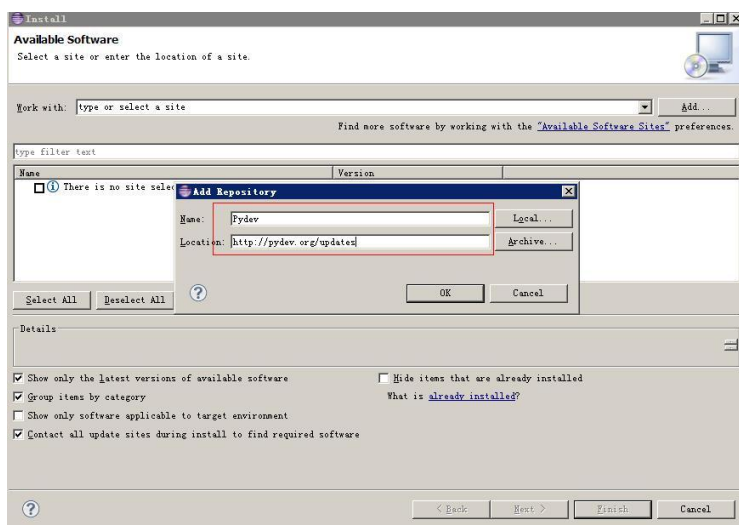 Install
Available Software
Select a site or enter the location of a site.
Work with: type or select a site Add...
Find more software by working with the "Available Software Sites" preferences.
type filter text
Name Version
There is no site selec
Add Repository
Name: Pydev Local...
Location: http://pydev.org/updates Archive...
OK Cancel
Select All Deselect All
Details
Show only the latest versions of available software Hide items that are already installed
Group items by category What is already installed?
Show only software applicable to target environment
Contact all update sites during install to find required software
< Back Next > Finish Cancel